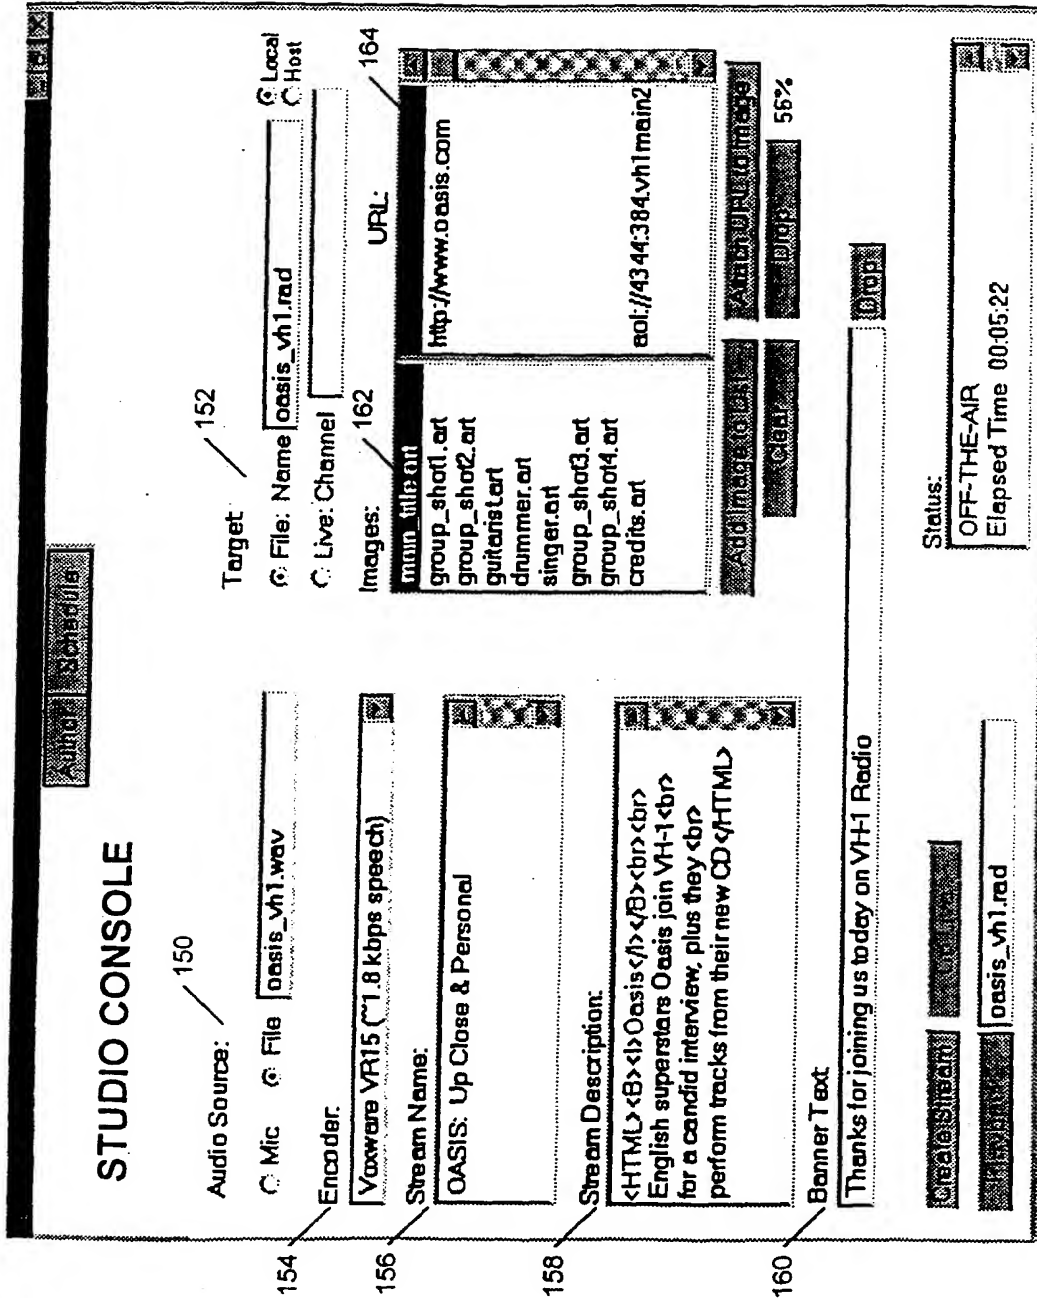 Author Schedule
STUDIO CONSOLE
Audio Source:
150
Mic File oasis_vh1.wav
154
Encoder:
Voxware VR15 (~1.8 kbps speech)
156
Stream Name:
OASIS: Up Close & Personal
158
Stream Description:
<HTML><B><I>Oasis</I></B><br><br>
English superstars Oasis join VH-1<br>
for a candid interview, plus they <br>
perform tracks from their new CD</HTML>
Target
152
File: Name oasis_vh1.rad
Local
Host
Live: Channel
Images:
162
URL:
164
main_title.art
group_shot1.art
http://www.oasis.com
group_shot2.art
guitarist.art
drummer.art
singer.art
group_shot3.art
group_shot4.art
credits.art
aol://4344:384.vh1main2
Add Image to List
Attach URL to Image
Clear
Drop
56%
160
Banner Text
Thanks for joining us today on VH-1 Radio
Drop
Create Stream
Playback
oasis_vh1.rad
Status:
OFF-THE-AIR
Elapsed Time 00:05:22